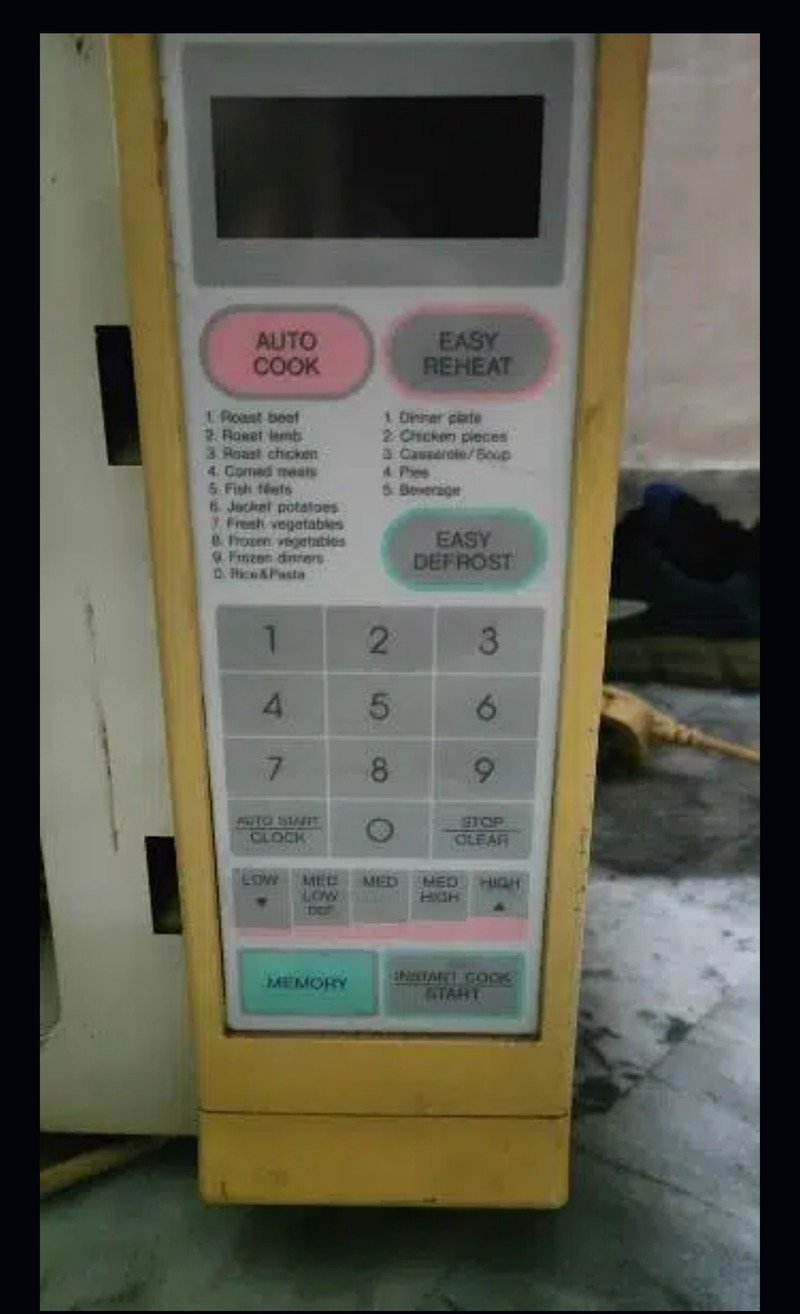 AUTO
COOK
EASY
REHEAT
1. Roast beef
2. Roast lamb
3. Roast chicken
4. Corned meats
5. Fish fillets
6. Jacket potatoes
7. Fresh vegetables
8. Frozen vegetables
9. Frozen dinners
0. Rice&Pasta
1. Dinner plate
2. Chicken pieces
3. Casserole/Soup
4. Pies
5. Beverage
EASY
DEFROST
1 2 3
4 5 6
7 8 9
AUTO START
CLOCK
0
STOP
CLEAR
LOW
MED
LOW
DEF
MED
MED
HIGH
HIGH
MEMORY
INSTANT COOK
START